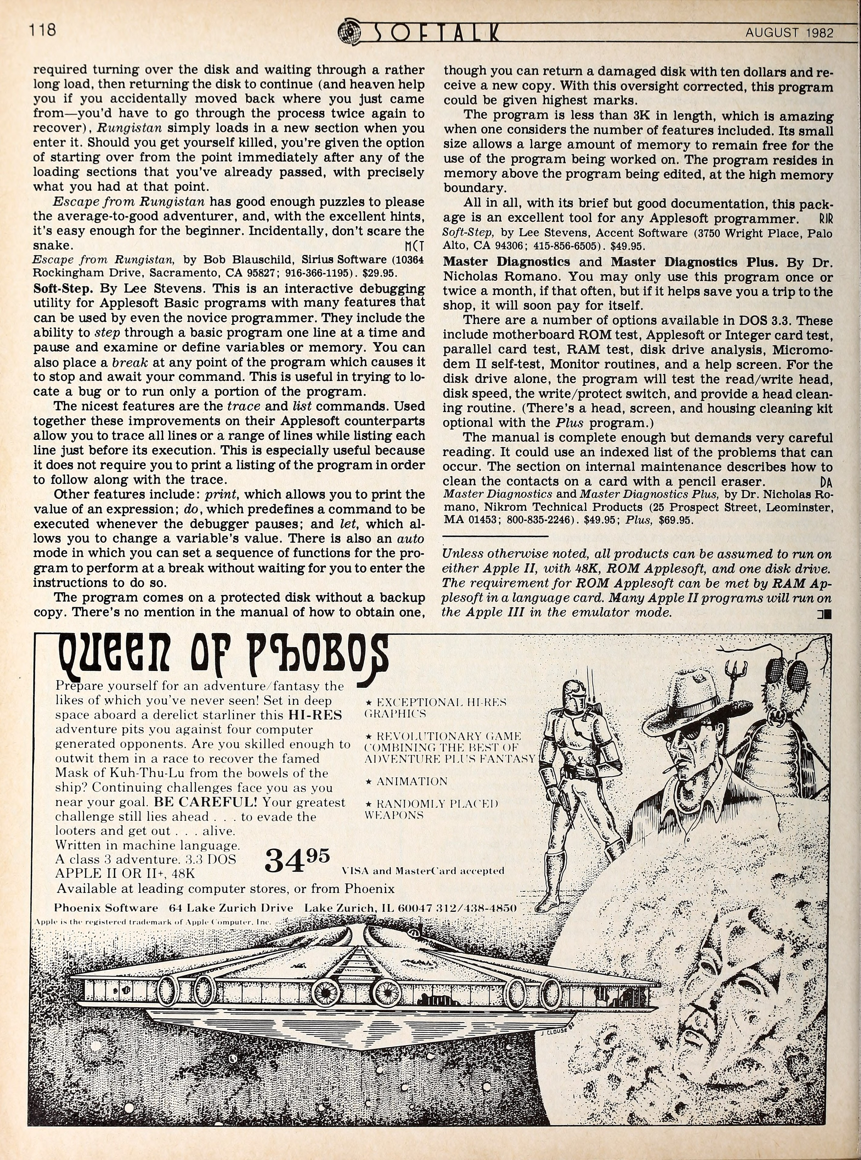 118
SOFTALK
AUGUST 1982
required turning over the disk and waiting through a rather
long load, then returning the disk to continue (and heaven help
you if you accidentally moved back where you just came
from—you'd have to go through the process twice again to
recover), Rungistan simply loads in a new section when you
enter it. Should you get yourself killed, you're given the option
of starting over from the point immediately after any of the
loading sections that you've already passed, with precisely
what you had at that point.
Escape from Rungistan has good enough puzzles to please
the average-to-good adventurer, and, with the excellent hints,
it's easy enough for the beginner. Incidentally, don't scare the
snake. MCT
Escape from Rungistan, by Bob Blauschild, Sirius Software (10364
Rockingham Drive, Sacramento, CA 95827; 916-366-1195). $29.95.
Soft-Step. By Lee Stevens. This is an interactive debugging
utility for Applesoft Basic programs with many features that
can be used by even the novice programmer. They include the
ability to step through a basic program one line at a time and
pause and examine or define variables or memory. You can
also place a break at any point of the program which causes it
to stop and await your command. This is useful in trying to lo-
cate a bug or to run only a portion of the program.
The nicest features are the trace and list commands. Used
together these improvements on their Applesoft counterparts
allow you to trace all lines or a range of lines while listing each
line just before its execution. This is especially useful because
it does not require you to print a listing of the program in order
to follow along with the trace.
Other features include: print, which allows you to print the
value of an expression; do, which predefines a command to be
executed whenever the debugger pauses; and let, which al-
lows you to change a variable's value. There is also an auto
mode in which you can set a sequence of functions for the pro-
gram to perform at a break without waiting for you to enter the
instructions to do so.
The program comes on a protected disk without a backup
copy. There's no mention in the manual of how to obtain one,
though you can return a damaged disk with ten dollars and re-
ceive a new copy. With this oversight corrected, this program
could be given highest marks.
The program is less than 3K in length, which is amazing
when one considers the number of features included. Its small
size allows a large amount of memory to remain free for the
use of the program being worked on. The program resides in
memory above the program being edited, at the high memory
boundary.
All in all, with its brief but good documentation, this pack-
age is an excellent tool for any Applesoft programmer. RIR
Soft-Step, by Lee Stevens, Accent Software (3750 Wright Place, Palo
Alto, CA 94306; 415-856-6505). $49.95.
Master Diagnostics and Master Diagnostics Plus. By Dr.
Nicholas Romano. You may only use this program once or
twice a month, if that often, but if it helps save you a trip to the
shop, it will soon pay for itself.
There are a number of options available in DOS 3.3. These
include motherboard ROM test, Applesoft or Integer card test,
parallel card test, RAM test, disk drive analysis, Micromo-
dem II self-test, Monitor routines, and a help screen. For the
disk drive alone, the program will test the read/write head,
disk speed, the write/protect switch, and provide a head clean-
ing routine. (There's a head, screen, and housing cleaning kit
optional with the Plus program.)
The manual is complete enough but demands very careful
reading. It could use an indexed list of the problems that can
occur. The section on internal maintenance describes how to
clean the contacts on a card with a pencil eraser. DA
Master Diagnostics and Master Diagnostics Plus, by Dr. Nicholas Ro-
mano, Nikrom Technical Products (25 Prospect Street, Leominster,
MA 01453; 800-835-2246). $49.95; Plus, $69.95.
Unless otherwise noted, all products can be assumed to run on
either Apple II, with 48K, ROM Applesoft, and one disk drive.
The requirement for ROM Applesoft can be met by RAM Ap-
plesoft in a language card. Many Apple II programs will run on
the Apple III in the emulator mode.
QUEEN OF PHOBOS
Prepare yourself for an adventure/fantasy the
likes of which you've never seen! Set in deep
space aboard a derelict starliner this HI-RES
adventure pits you against four computer
generated opponents. Are you skilled enough to
outwit them in a race to recover the famed
Mask of Kuh-Thu-Lu from the bowels of the
ship? Continuing challenges face you as you
near your goal. BE CAREFUL! Your greatest
challenge still lies ahead . . . to evade the
looters and get out . . . alive.
Written in machine language.
A class 3 adventure. 3.3 DOS
APPLE II OR II+, 48K
34 95
VISA and MasterCard accepted
★ EXCEPTIONAL HI-RES
GRAPHICS
★ REVOLUTIONARY GAME
COMBINING THE BEST OF
ADVENTURE PLUS FANTASY
★ ANIMATION
★ RANDOMLY PLACED
WEAPONS
Available at leading computer stores, or from Phoenix
Phoenix Software 64 Lake Zurich Drive Lake Zurich, IL 60047 312/438-4850
Apple is the registered trademark of Apple Computer, Inc.
J. CLOUSE 82